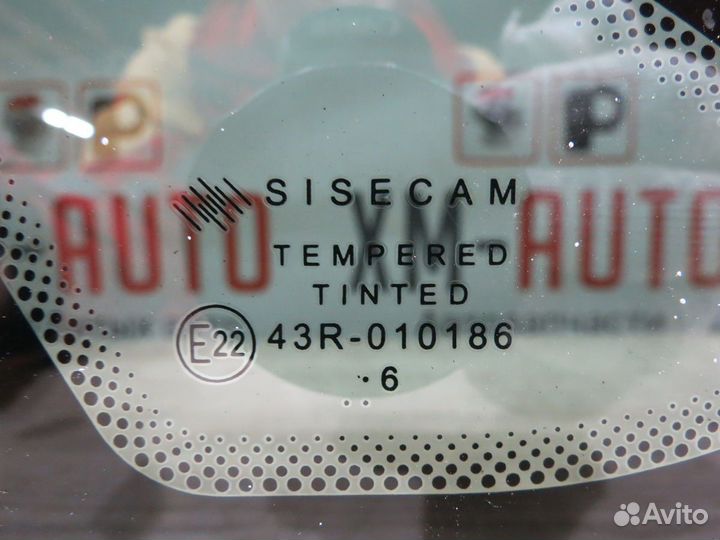 P P
SISECAM
AUTO XM-AUTO
TEMPERED
TINTED
E22 43R-010186
.6
Avito